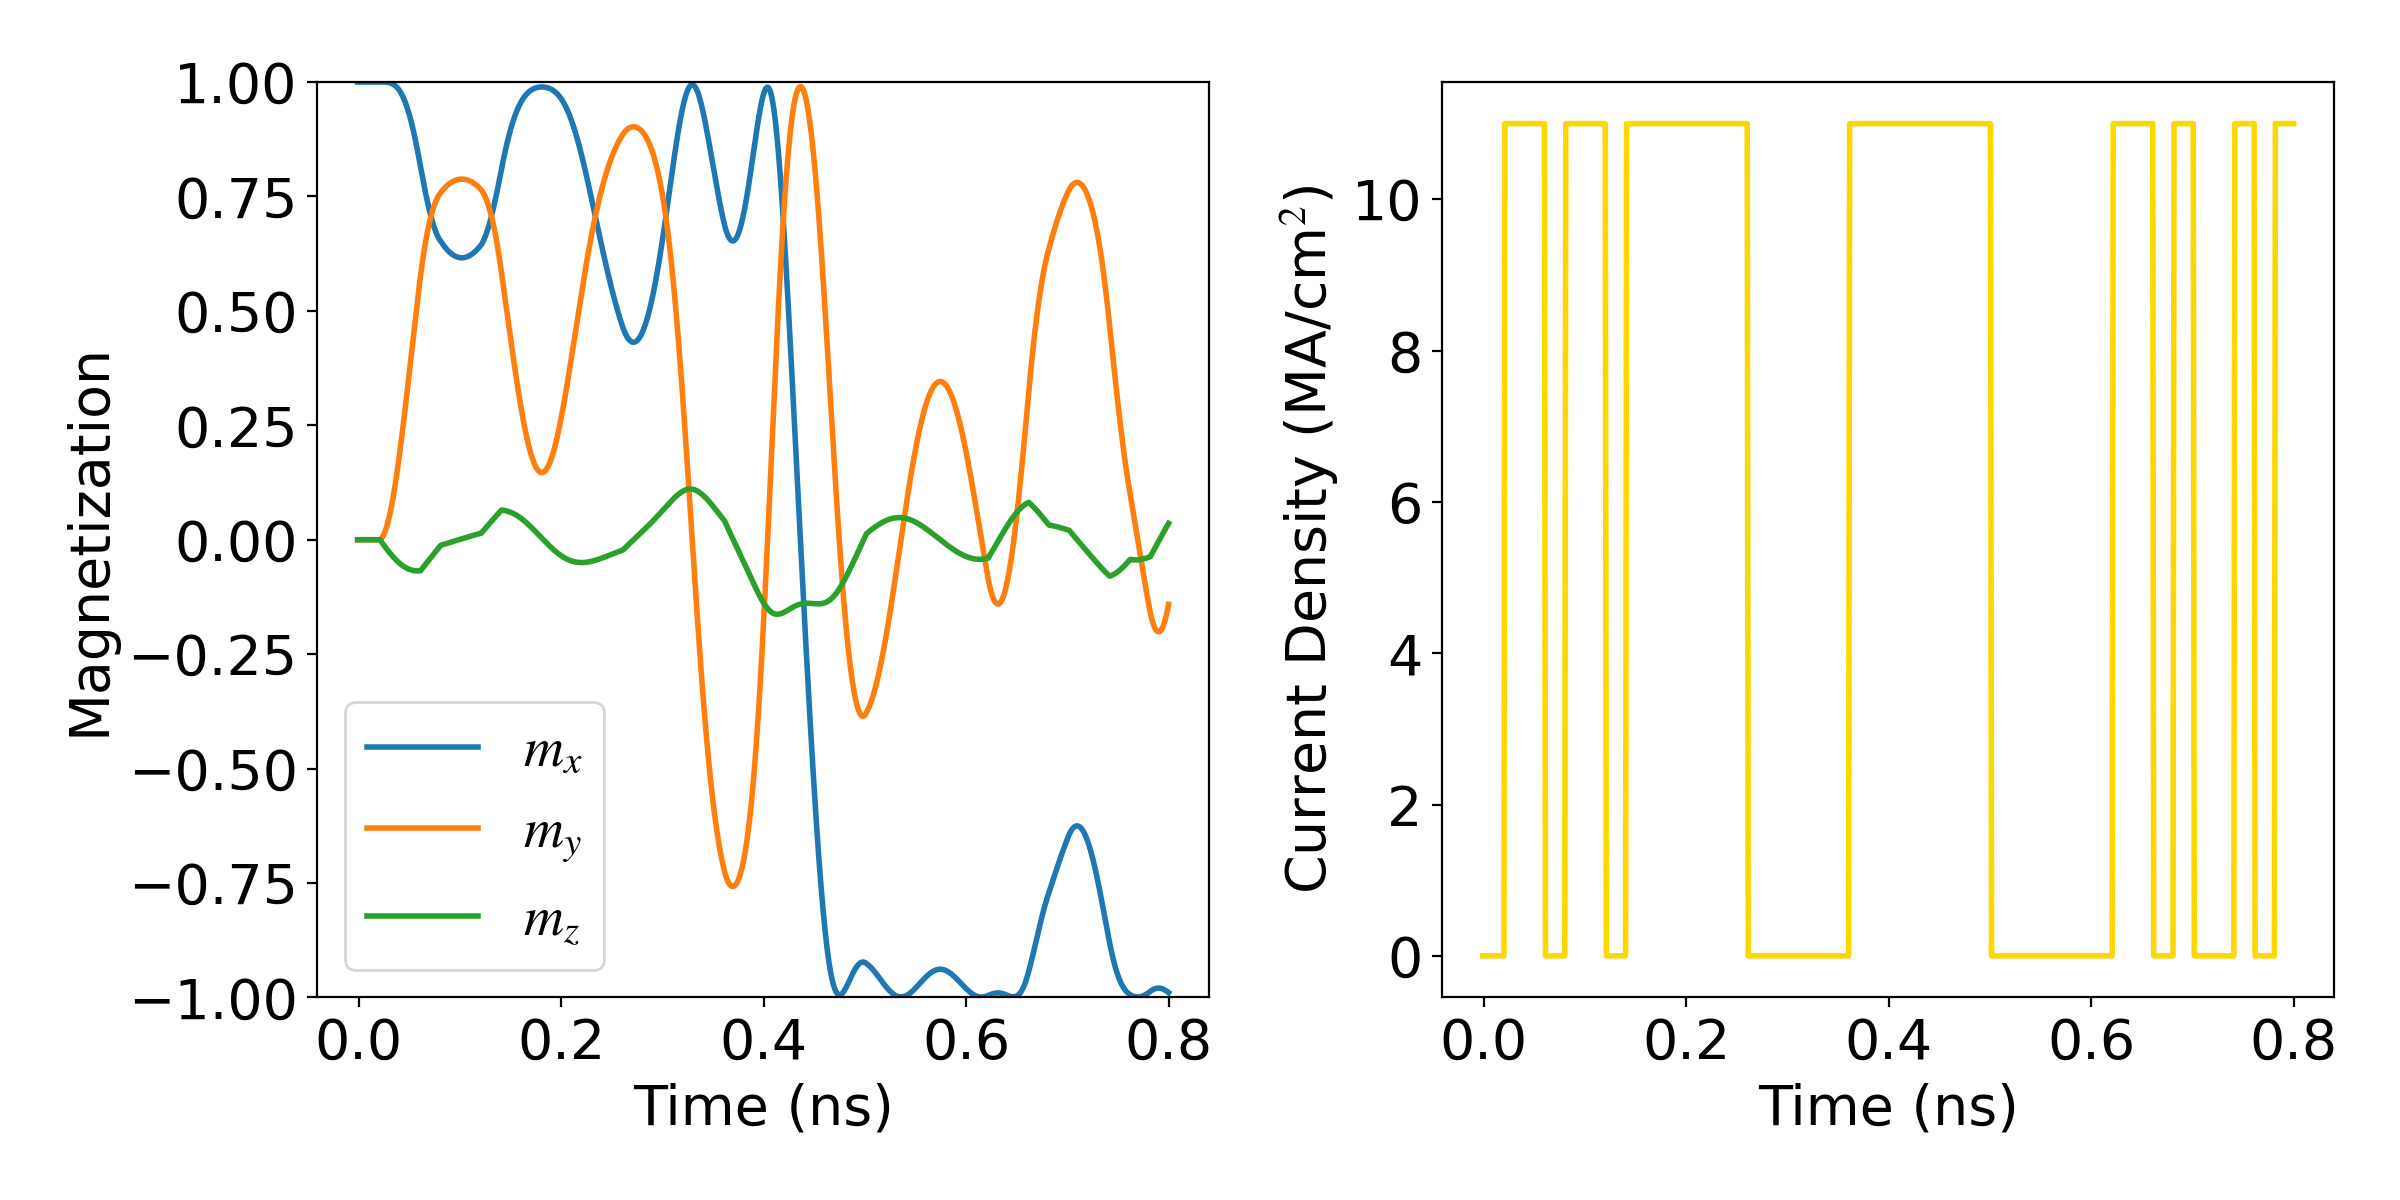 Magnetization
1.00
0.75
0.50
0.25
0.00
−0.25
−0.50
−0.75
−1.00
m_x
m_y
m_z
0.0 0.2 0.4 0.6 0.8
Time (ns)
Current Density (MA/cm²)
10
8
6
4
2
0
0.0 0.2 0.4 0.6 0.8
Time (ns)